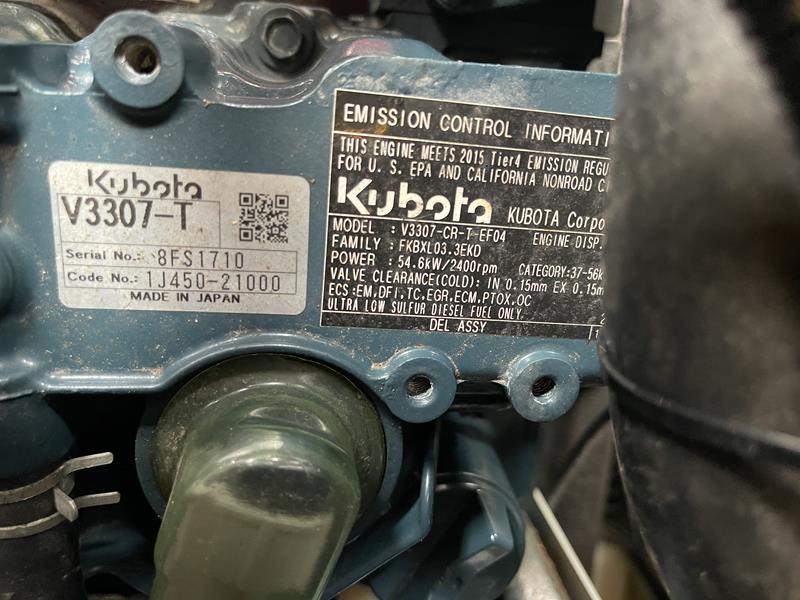 Kubota
V3307-T
Serial No.: 8FS1710
Code No.: 1J450-21000
MADE IN JAPAN
EMISSION CONTROL INFORMATI
THIS ENGINE MEETS 2015 Tier4 EMISSION REGU
FOR U. S. EPA AND CALIFORNIA NONROAD C
Kubota KUBOTA Corpo
MODEL : V3307-CR-T-EF04 ENGINE DISP.
FAMILY : FKBXL03.3EKD
POWER : 54.6kW/2400rpm CATEGORY:37-56k
VALVE CLEARANCE(COLD): IN 0.15mm EX 0.15m
ECS:EM,DFI,TC,EGR,ECM,PTOX,OC
ULTRA LOW SULFUR DIESEL FUEL ONLY.
DEL ASSY